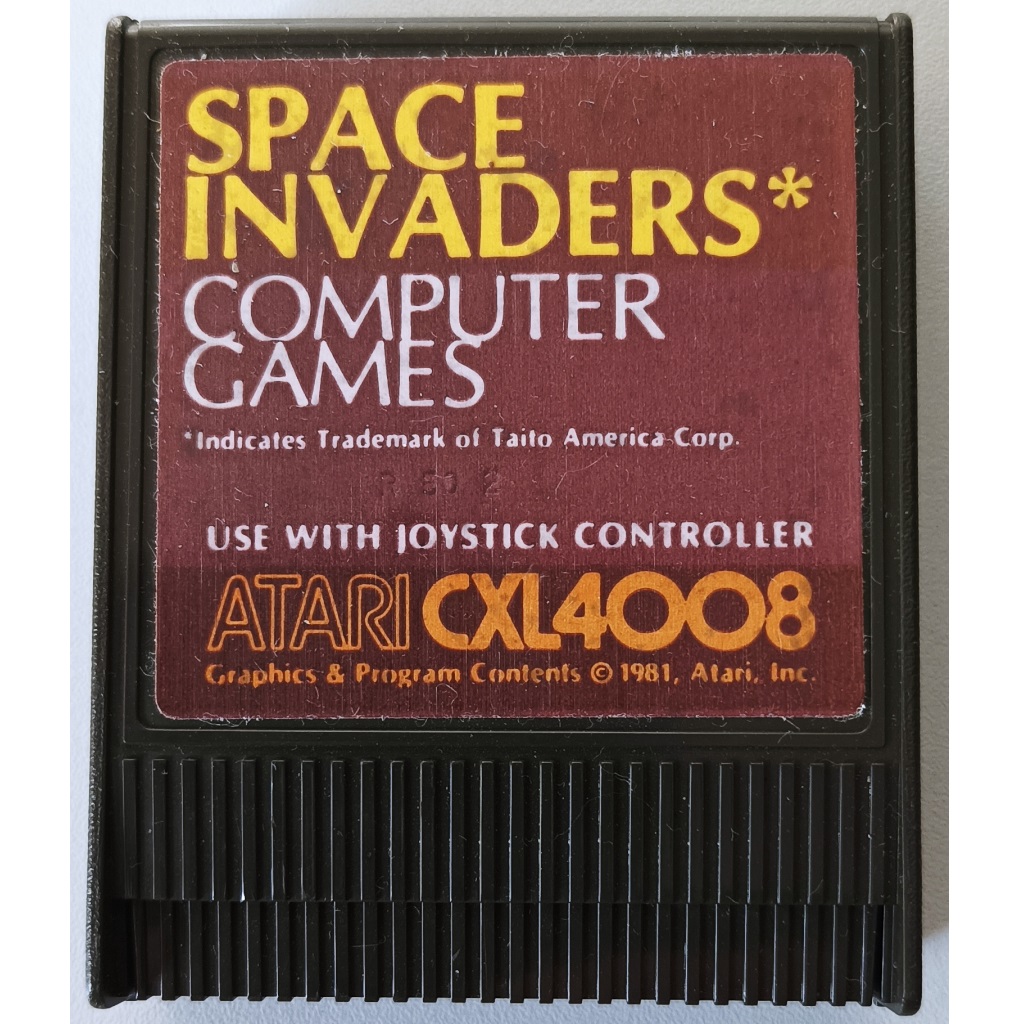 SPACE
INVADERS*
COMPUTER
GAMES
*Indicates Trademark of Taito America Corp.
USE WITH JOYSTICK CONTROLLER
ATARI CXL4008
Graphics & Program Contents © 1981, Atari, Inc.